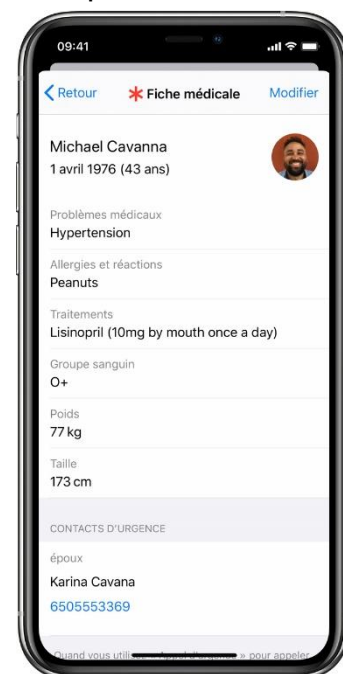 09:41
Retour
Fiche médicale
Modifier
Michael Cavanna
1 avril 1976 (43 ans)
Problèmes médicaux
Hypertension
Allergies et réactions
Peanuts
Traitements
Lisinopril (10mg by mouth once a day)
Groupe sanguin
O+
Poids
77 kg
Taille
173 cm
CONTACTS D'URGENCE
époux
Karina Cavana
6505553369
Quand vous » pour appeler